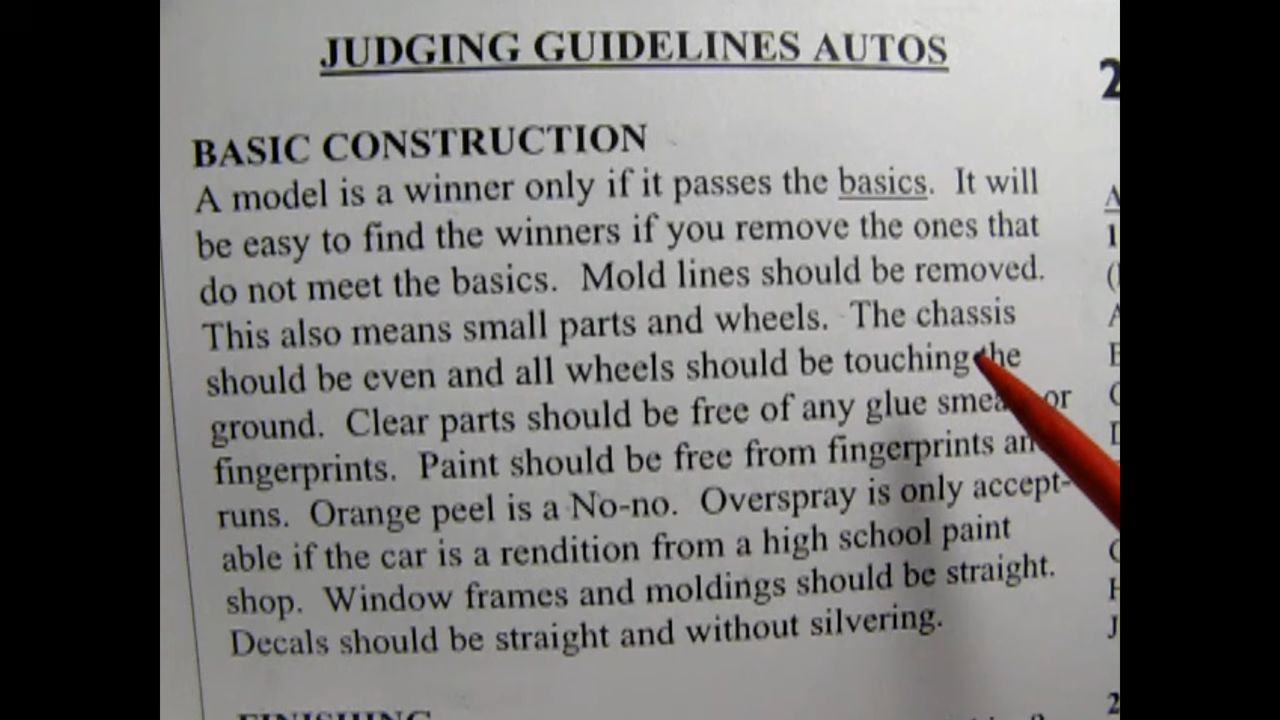 JUDGING GUIDELINES AUTOS
2
BASIC CONSTRUCTION
A model is a winner only if it passes the basics. It will
be easy to find the winners if you remove the ones that
do not meet the basics. Mold lines should be removed.
This also means small parts and wheels. The chassis
should be even and all wheels should be touching the
ground. Clear parts should be free of any glue or
fingerprints. Paint should be free from fingerprints
runs. Orange peel is a No-no. Overspray is only accept-
able if the car is a rendition from a high school paint
shop. Window frames and moldings should be straight.
Decals should be straight and without silvering.
FINISHING